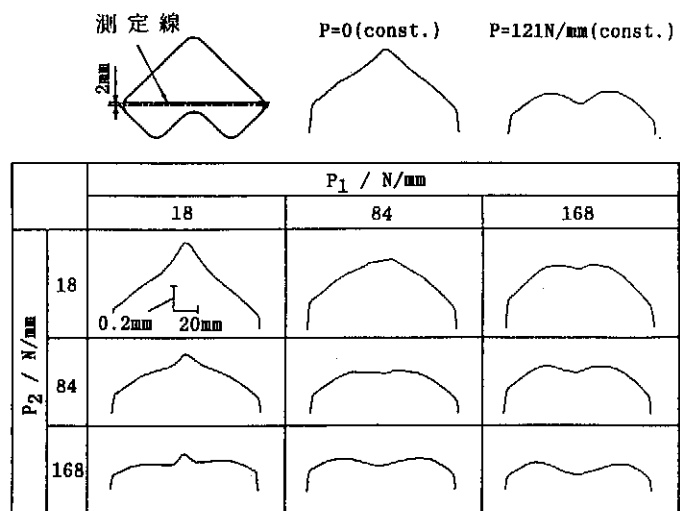 測定線
P=0(const.)
P=121N/mm(const.)
2mm
P₁ / N/mm
18
84
168
P₂ / N/mm
18
0.2mm
20mm
84
168